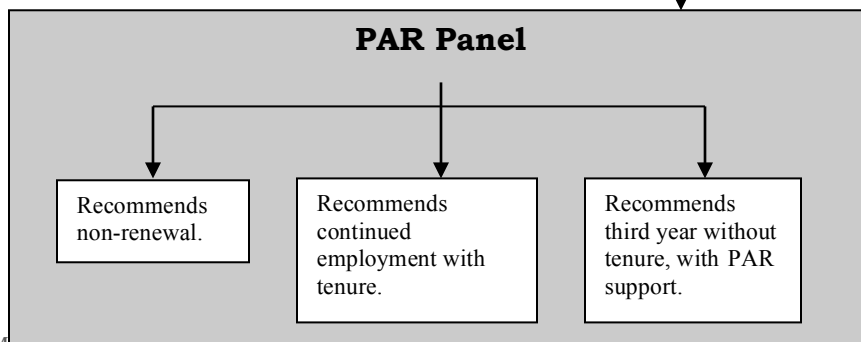 PAR Panel
Recommends
non-renewal.
Recommends
continued
employment with
tenure.
Recommends
third year without
tenure, with PAR
support.